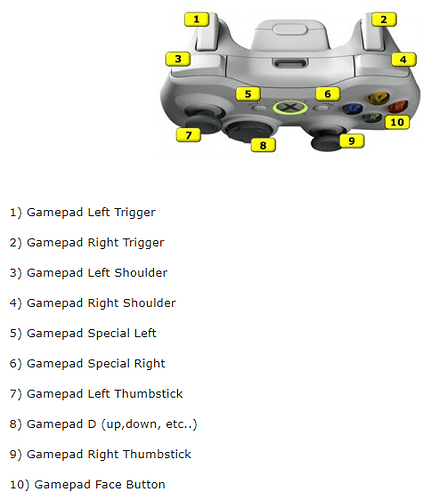 1
2
3
4
5
6
7
8
9
10
1) Gamepad Left Trigger
2) Gamepad Right Trigger
3) Gamepad Left Shoulder
4) Gamepad Right Shoulder
5) Gamepad Special Left
6) Gamepad Special Right
7) Gamepad Left Thumbstick
8) Gamepad D (up,down, etc..)
9) Gamepad Right Thumbstick
10) Gamepad Face Button